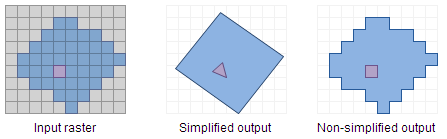 Input raster
Simplified output
Non-simplified output